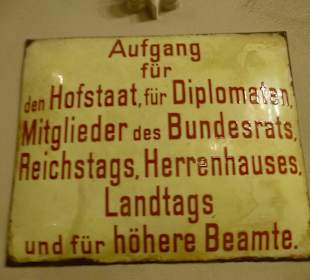 Aufgang
für
den Hofstaat, für Diplomaten,
Mitglieder des Bundesrats,
Reichstags, Herrenhauses,
Landtags
und für höhere Beamte.